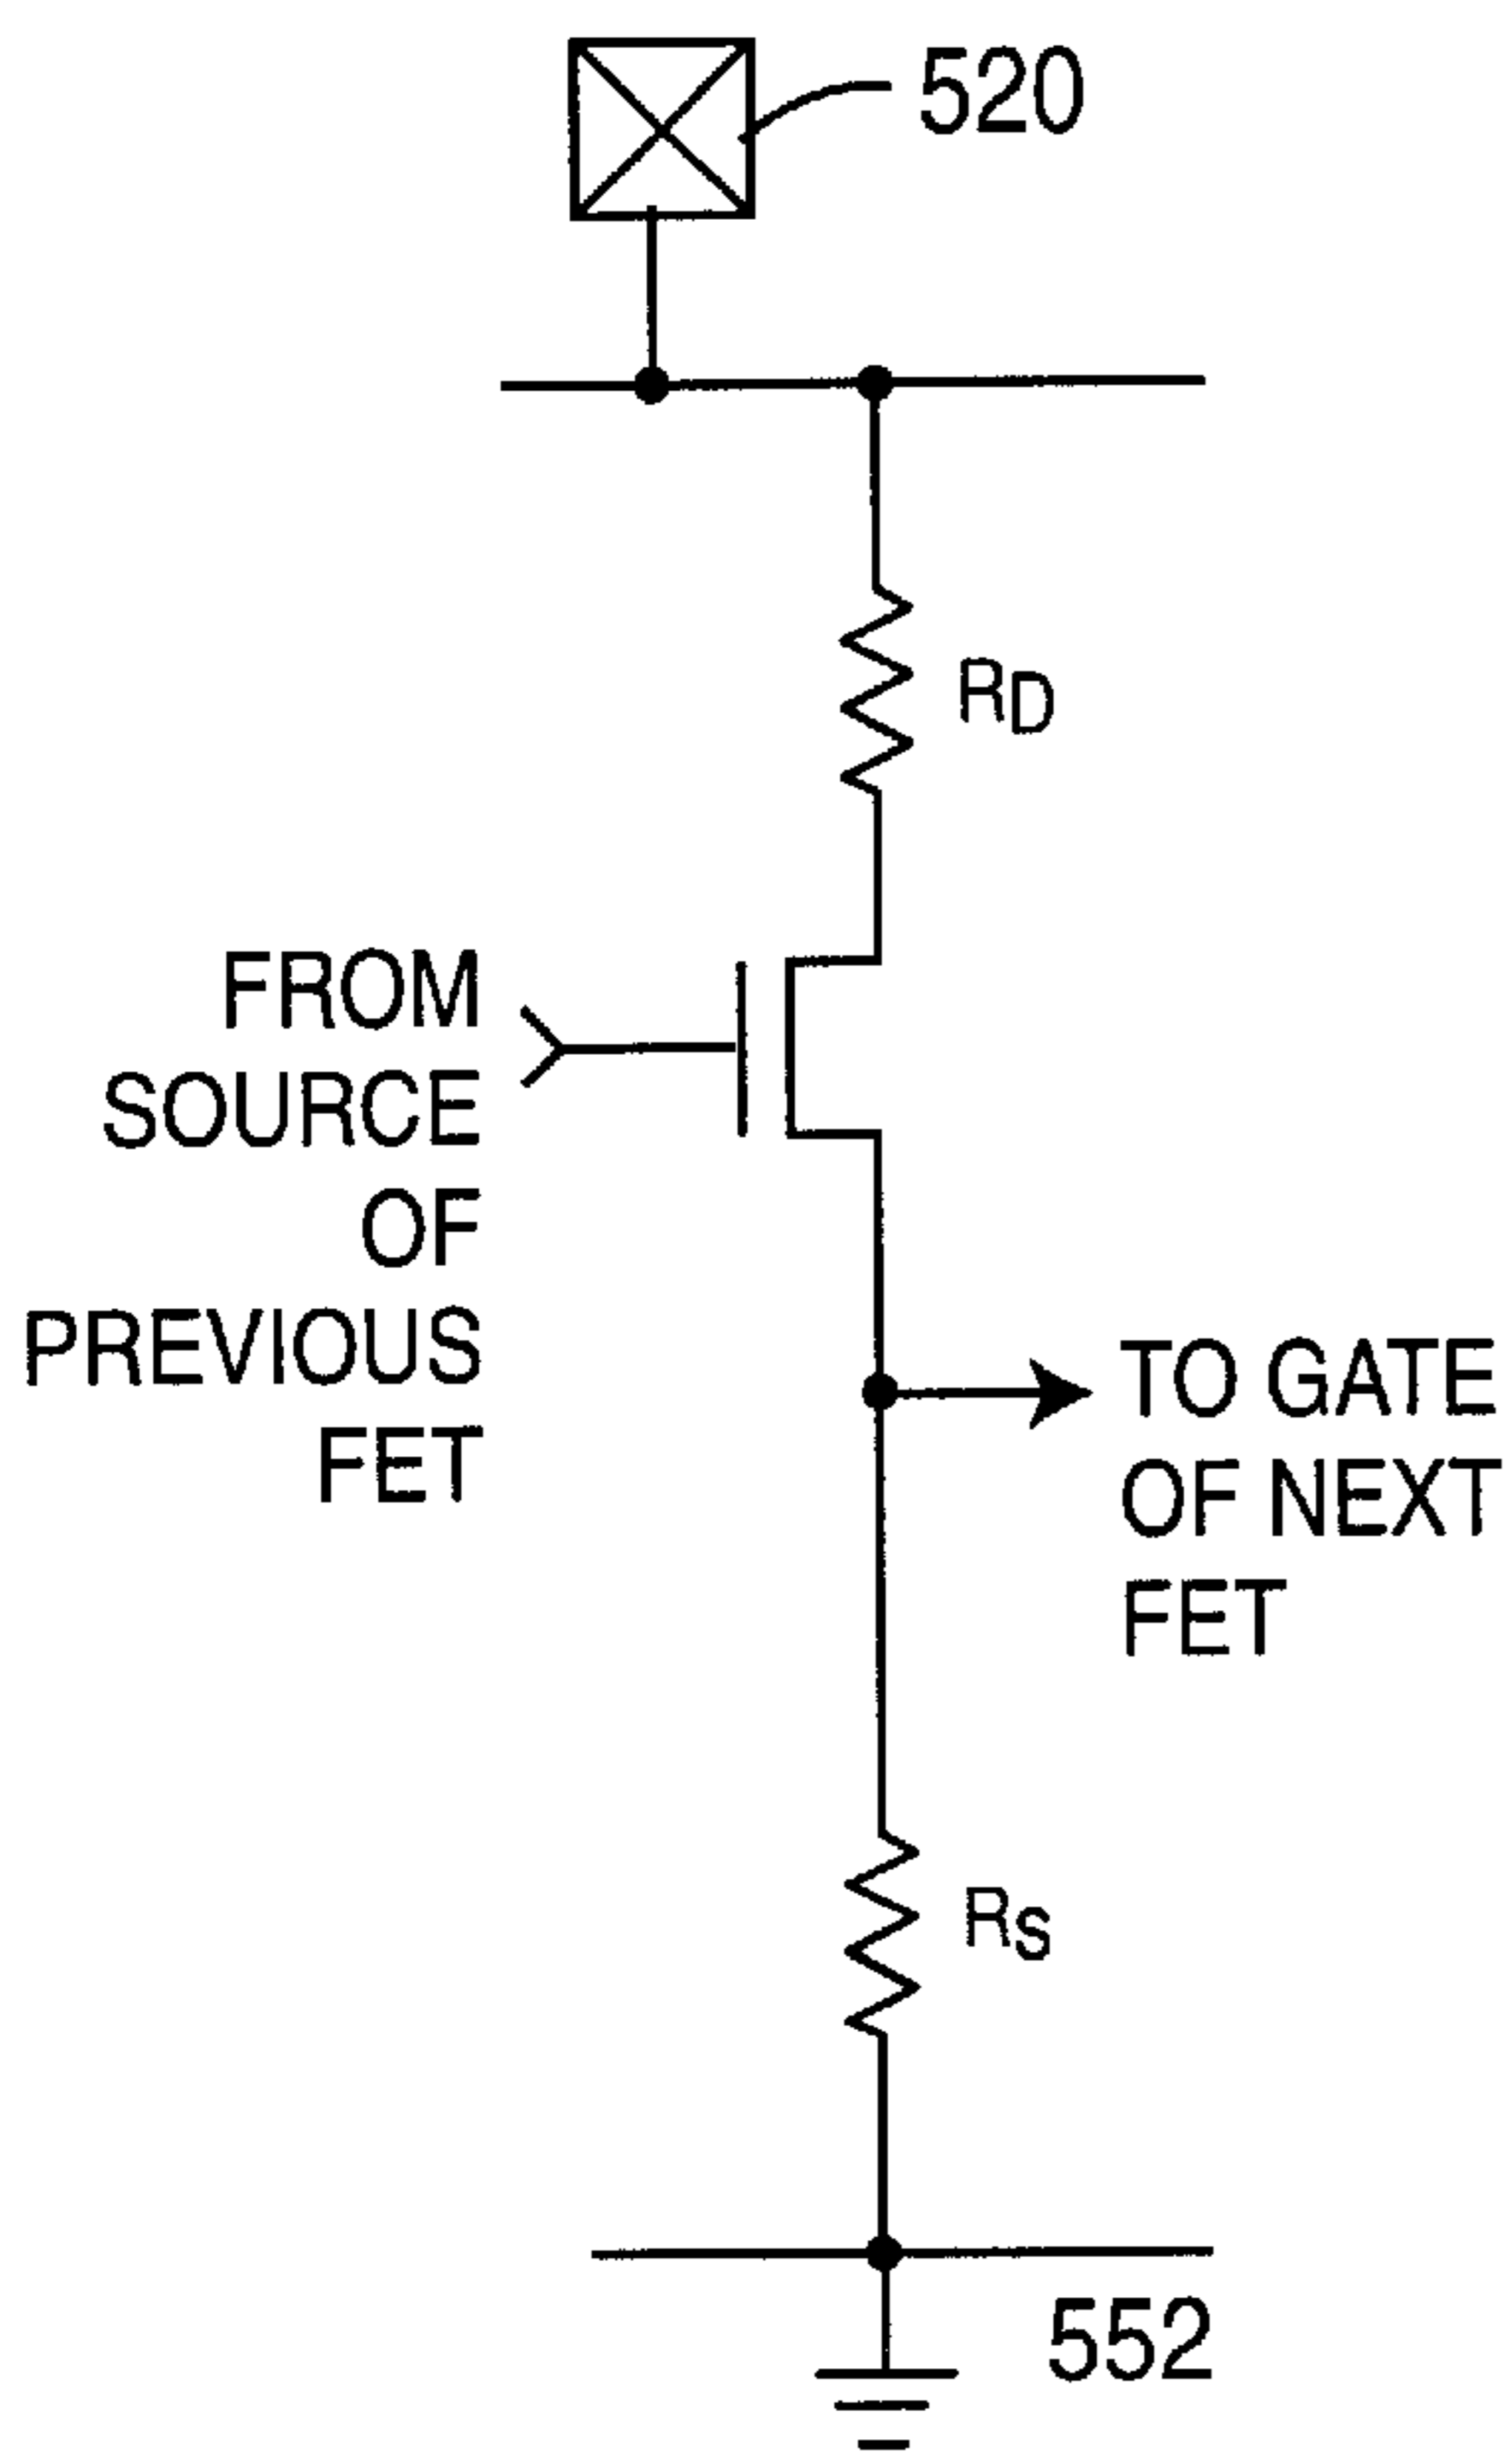 520
RD
FROM
SOURCE
OF
PREVIOUS
FET
TO GATE
OF NEXT
FET
RS
552